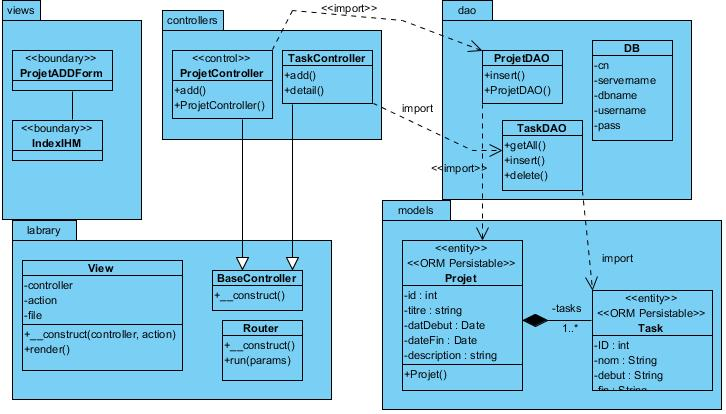 views
<<boundary>>
ProjetADDForm
<<boundary>>
IndexIHM
controllers
<<control>>
ProjetController
+add()
+ProjetController()
TaskController
+add()
+detail()
<<import>>
import
dao
ProjetDAO
+insert()
+ProjetDAO()
TaskDAO
+getAll()
+insert()
+delete()
DB
-cn
-servername
-dbname
-username
-pass
<<import>>
import
labrary
View
-controller
-action
-file
+__construct(controller, action)
+render()
BaseController
+__construct()
Router
+__construct()
+run(params)
models
<<entity>>
<<ORM Persistable>>
Projet
-id : int
-titre : string
-datDebut : Date
-dateFin : Date
-description : string
+Projet()
-tasks
1..*
<<entity>>
<<ORM Persistable>>
Task
-ID : int
-nom : String
-debut : String
-fin : String